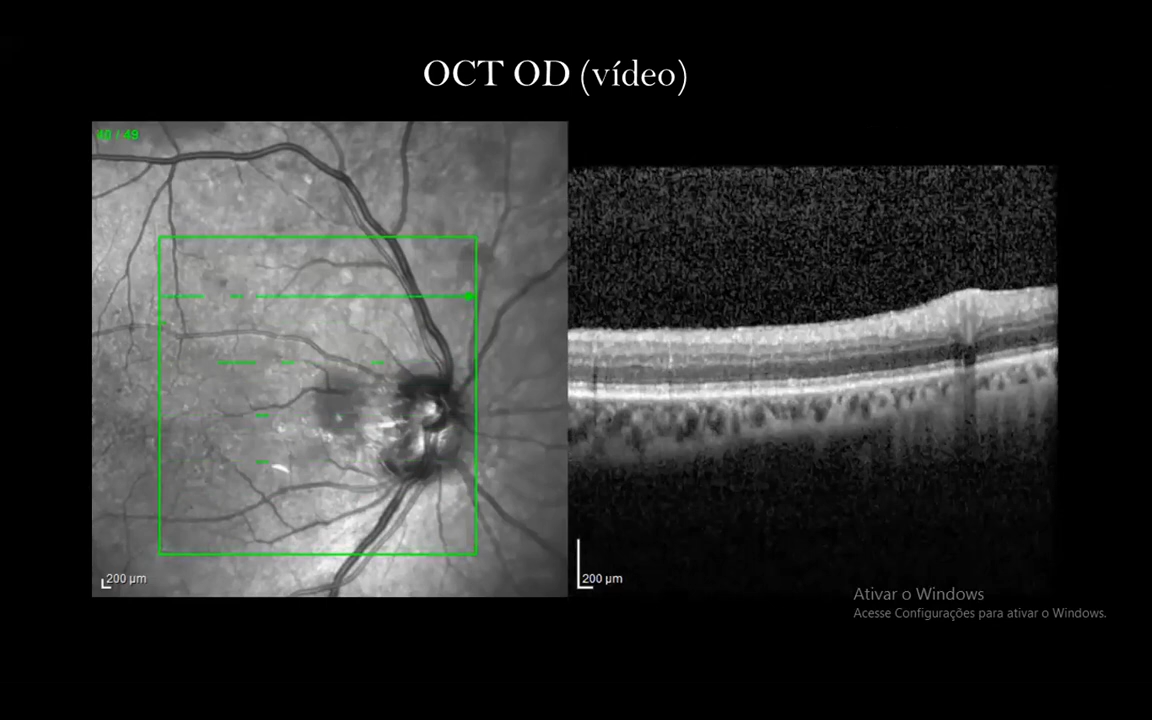 OCT OD (vídeo)
40 / 49
200 µm
200 µm
Ativar o Windows
Acesse Configurações para ativar o Windows.